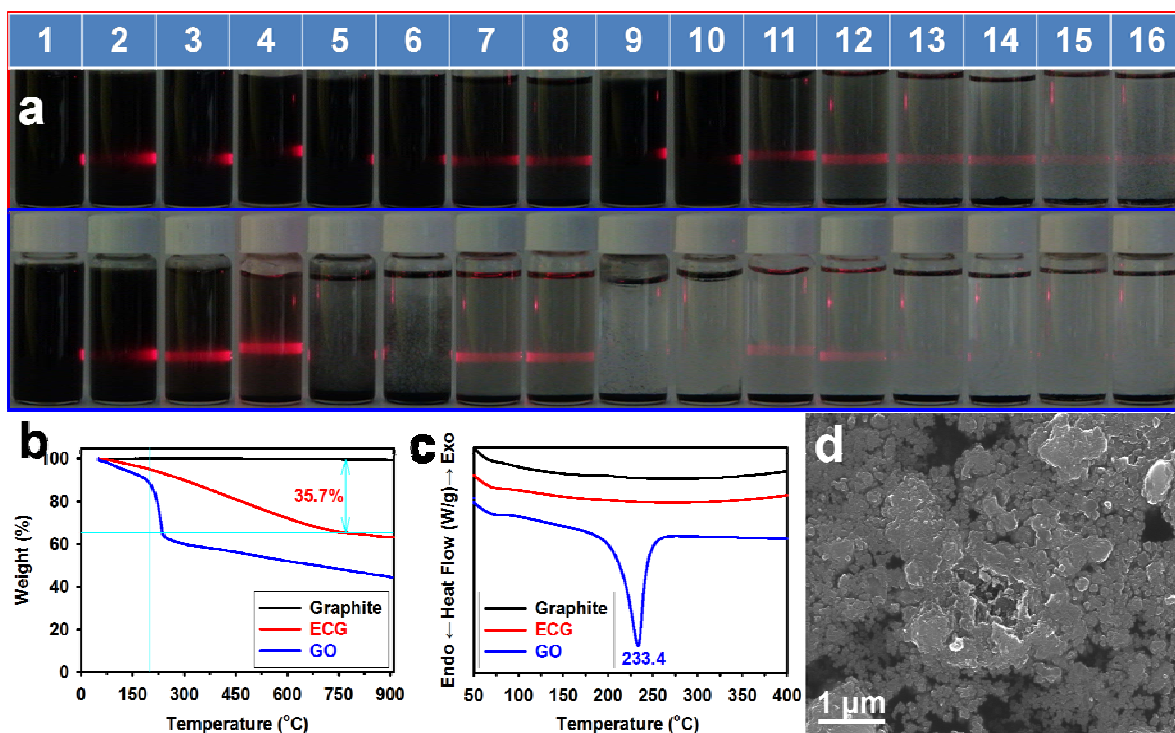 1 2 3 4 5 6 7 8 9 10 11 12 13 14 15 16
a
b
Weight (%)
100
80
60
40
20
0
35.7%
Graphite
ECG
GO
0 150 300 450 600 750 900
Temperature (°C)
c
Endo ← Heat Flow (W/g) → Exo
Graphite
ECG
GO
233.4
50 100 150 200 250 300 350 400
Temperature (°C)
d
1 μm